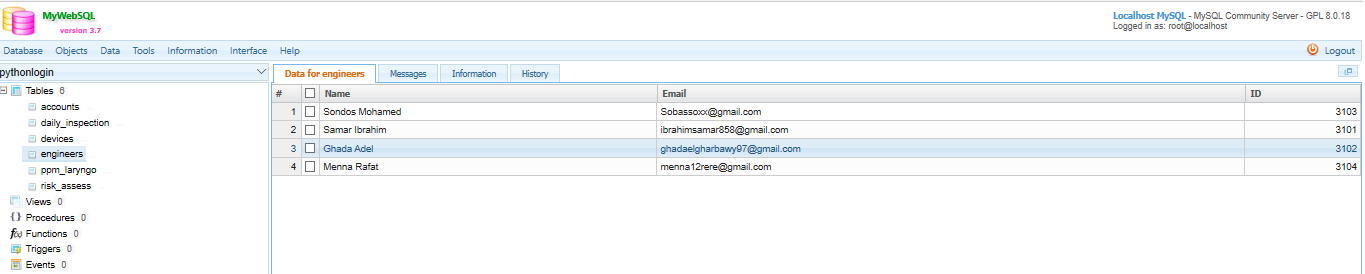 MyWebSQL
version 3.7
Localhost MySQL - MySQL Community Server - GPL 8.0.18
Logged in as: root@localhost
Database Objects Data Tools Information Interface Help Logout
pythonlogin
Data for engineers Messages Information History
Tables 6
accounts
daily_inspection
devices
engineers
ppm_laryngo
risk_assess
Views 0
Procedures 0
Functions 0
Triggers 0
Events 0
# Name Email ID
1 Sondos Mohamed Sobassoxx@gmail.com 3103
2 Samar Ibrahim ibrahimsamar858@gmail.com 3101
3 Ghada Adel ghadaelgharbawy97@gmail.com 3102
4 Menna Rafat menna12rere@gmail.com 3104